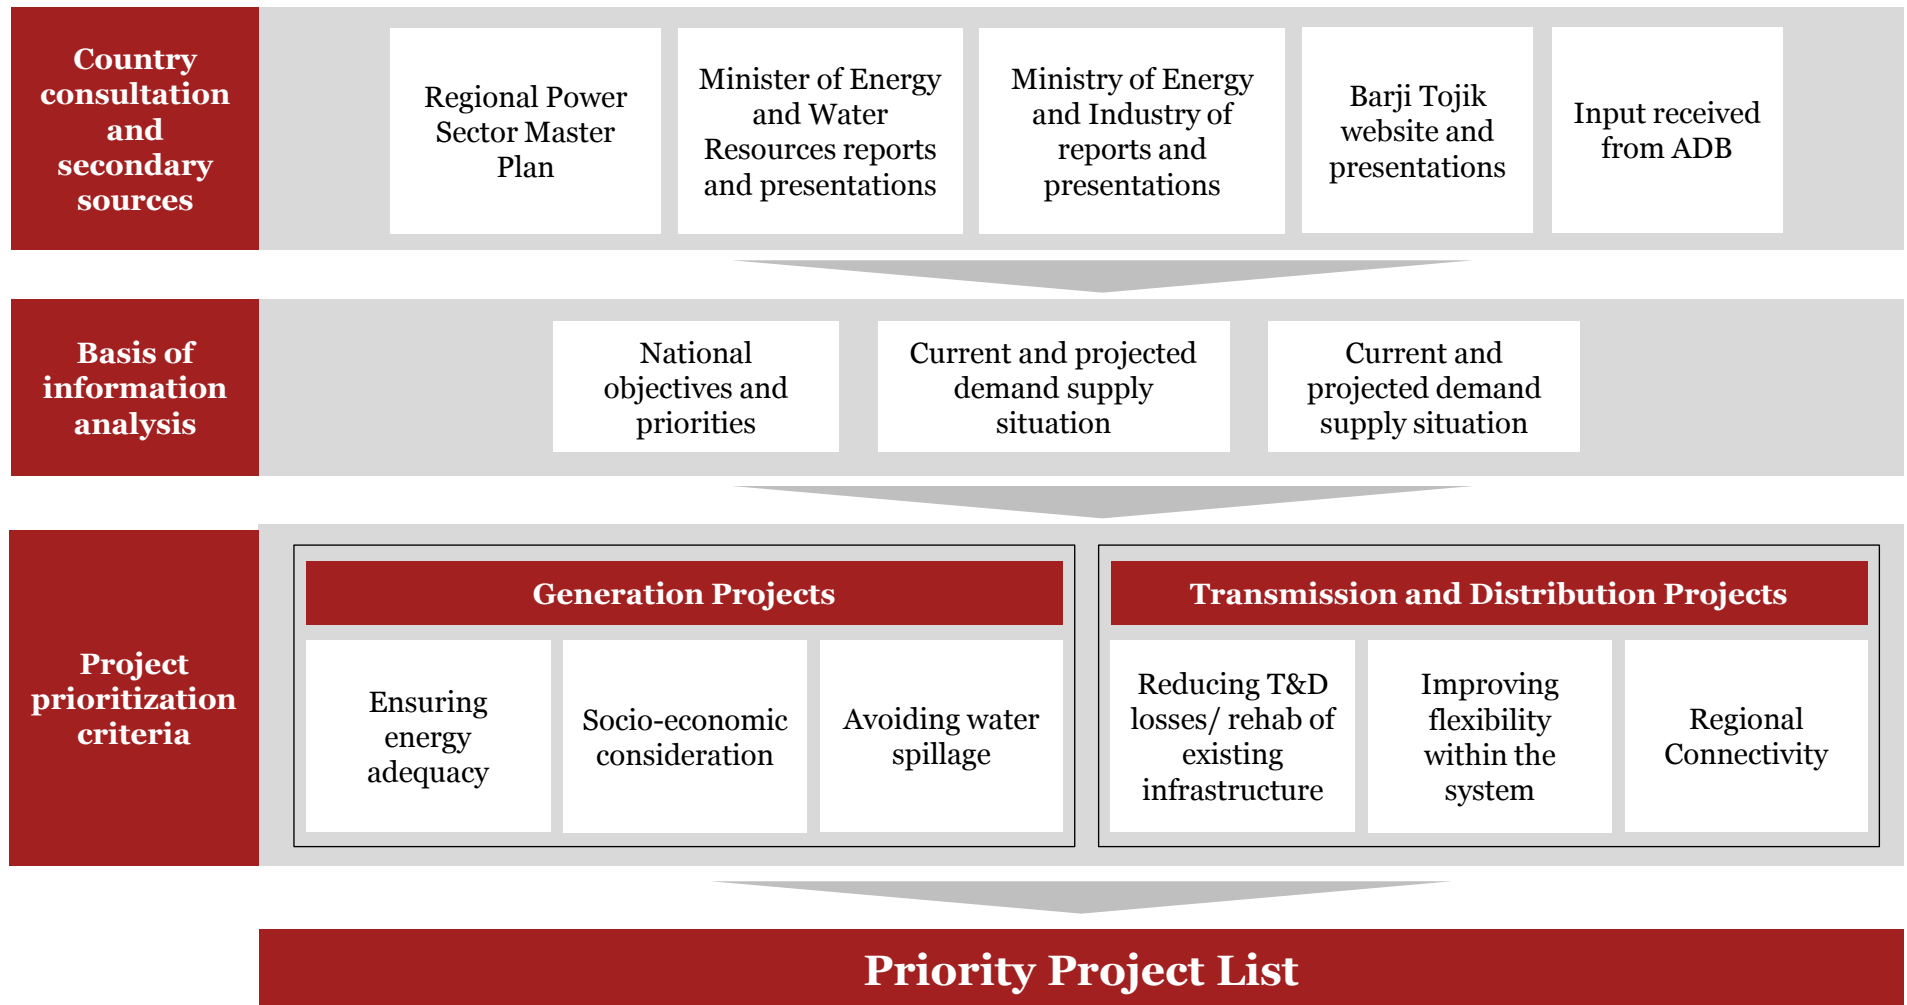 Country
consultation
and
secondary
sources
Regional Power
Sector Master
Plan
Minister of Energy
and Water
Resources reports
and presentations
Ministry of Energy
and Industry of
reports and
presentations
Barji Tojik
website and
presentations
Input received
from ADB
Basis of
information
analysis
National
objectives and
priorities
Current and projected
demand supply
situation
Current and
projected demand
supply situation
Project
prioritization
criteria
Generation Projects
Ensuring
energy
adequacy
Socio-economic
consideration
Avoiding water
spillage
Transmission and Distribution Projects
Reducing T&D
losses/ rehab of
existing
infrastructure
Improving
flexibility
within the
system
Regional
Connectivity
Priority Project List